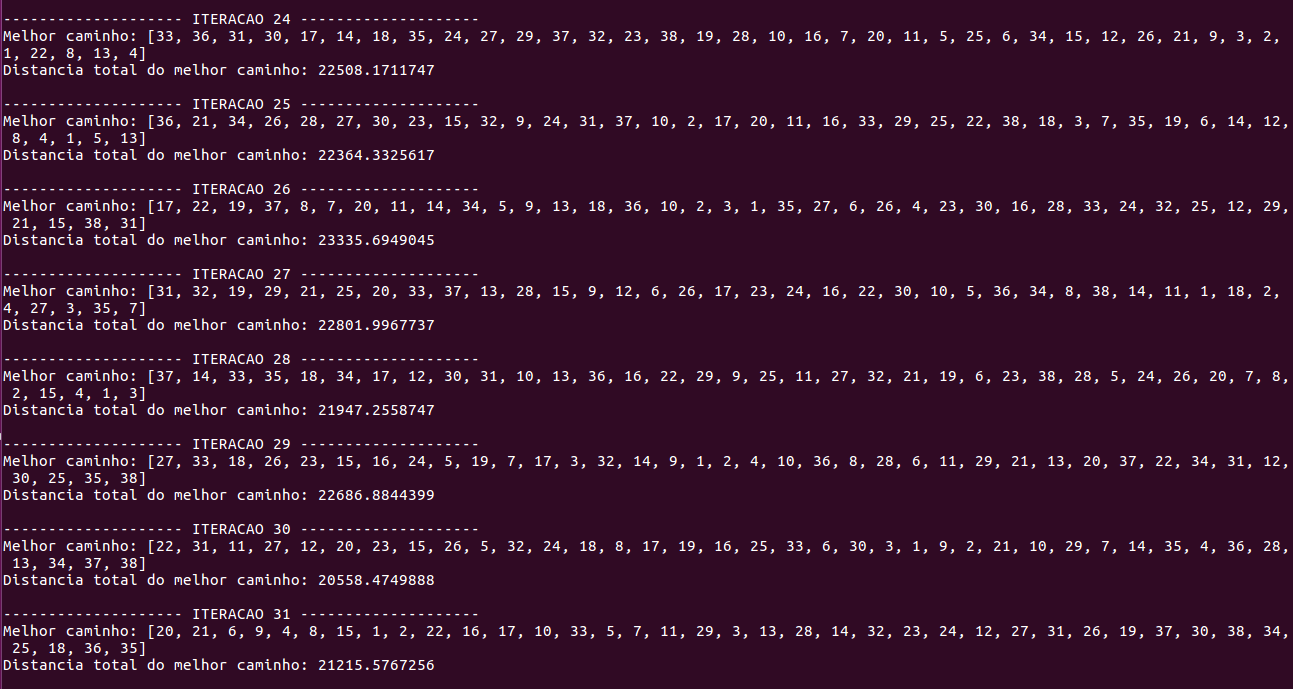 -------------------- ITERACAO 24 --------------------
Melhor caminho: [33, 36, 31, 30, 17, 14, 18, 35, 24, 27, 29, 37, 32, 23, 38, 19, 28, 10, 16, 7, 20, 11, 5, 25, 6, 34, 15, 12, 26, 21, 9, 3, 2,
1, 22, 8, 13, 4]
Distancia total do melhor caminho: 22508.1711747
-------------------- ITERACAO 25 --------------------
Melhor caminho: [36, 21, 34, 26, 28, 27, 30, 23, 15, 32, 9, 24, 31, 37, 10, 2, 17, 20, 11, 16, 33, 29, 25, 22, 38, 18, 3, 7, 35, 19, 6, 14, 12,
8, 4, 1, 5, 13]
Distancia total do melhor caminho: 22364.3325617
-------------------- ITERACAO 26 --------------------
Melhor caminho: [17, 22, 19, 37, 8, 7, 20, 11, 14, 34, 5, 9, 13, 18, 36, 10, 2, 3, 1, 35, 27, 6, 26, 4, 23, 30, 16, 28, 33, 24, 32, 25, 12, 29,
21, 15, 38, 31]
Distancia total do melhor caminho: 23335.6949045
-------------------- ITERACAO 27 --------------------
Melhor caminho: [31, 32, 19, 29, 21, 25, 20, 33, 37, 13, 28, 15, 9, 12, 6, 26, 17, 23, 24, 16, 22, 30, 10, 5, 36, 34, 8, 38, 14, 11, 1, 18, 2,
4, 27, 3, 35, 7]
Distancia total do melhor caminho: 22801.9967737
-------------------- ITERACAO 28 --------------------
Melhor caminho: [37, 14, 33, 35, 18, 34, 17, 12, 30, 31, 10, 13, 36, 16, 22, 29, 9, 25, 11, 27, 32, 21, 19, 6, 23, 38, 28, 5, 24, 26, 20, 7, 8,
2, 15, 4, 1, 3]
Distancia total do melhor caminho: 21947.2558747
-------------------- ITERACAO 29 --------------------
Melhor caminho: [27, 33, 18, 26, 23, 15, 16, 24, 5, 19, 7, 17, 3, 32, 14, 9, 1, 2, 4, 10, 36, 8, 28, 6, 11, 29, 21, 13, 20, 37, 22, 34, 31, 12,
30, 25, 35, 38]
Distancia total do melhor caminho: 22686.8844399
-------------------- ITERACAO 30 --------------------
Melhor caminho: [22, 31, 11, 27, 12, 20, 23, 15, 26, 5, 32, 24, 18, 8, 17, 19, 16, 25, 33, 6, 30, 3, 1, 9, 2, 21, 10, 29, 7, 14, 35, 4, 36, 28,
13, 34, 37, 38]
Distancia total do melhor caminho: 20558.4749888
-------------------- ITERACAO 31 --------------------
Melhor caminho: [20, 21, 6, 9, 4, 8, 15, 1, 2, 22, 16, 17, 10, 33, 5, 7, 11, 29, 3, 13, 28, 14, 32, 23, 24, 12, 27, 31, 26, 19, 37, 30, 38, 34,
25, 18, 36, 35]
Distancia total do melhor caminho: 21215.5767256